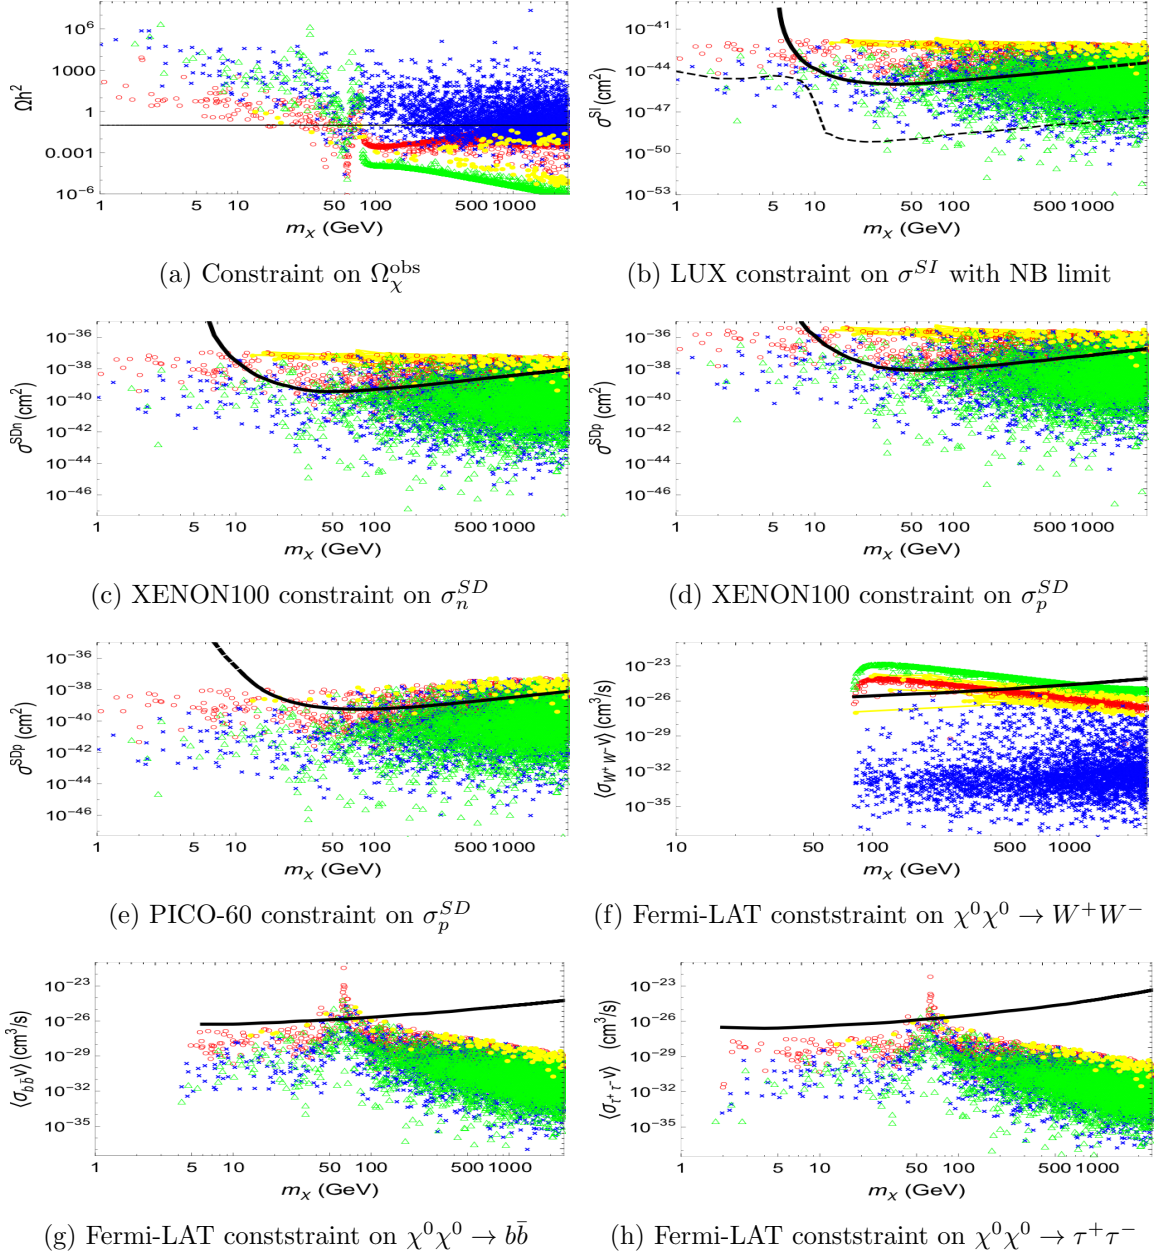 10^6
1000
1
0.001
10^-6
Ωh^2
1 5 10 50 100 5001000
m_χ (GeV)
(a) Constraint on Ω_χ^obs
10^-41
10^-44
10^-47
10^-50
10^-53
σ^SI (cm^2)
1 5 10 50 100 5001000
m_χ (GeV)
(b) LUX constraint on σ^SI with NB limit
10^-36
10^-38
10^-40
10^-42
10^-44
10^-46
σ^SDn (cm^2)
1 5 10 50 100 500 1000
m_χ (GeV)
(c) XENON100 constraint on σ_n^SD
10^-36
10^-38
10^-40
10^-42
10^-44
10^-46
σ^SDp (cm^2)
1 5 10 50 100 500 1000
m_χ (GeV)
(d) XENON100 constraint on σ_p^SD
10^-36
10^-38
10^-40
10^-42
10^-44
10^-46
σ^SDp (cm^2)
1 5 10 50 100 500 1000
m_χ (GeV)
(e) PICO-60 constraint on σ_p^SD
10^-23
10^-26
10^-29
10^-32
10^-35
⟨σ_W^+ W^- v⟩ (cm^3/s)
10 50 100 500 1000
m_χ (GeV)
(f) Fermi-LAT conststraint on χ^0χ^0 → W^+W^-
10^-23
10^-26
10^-29
10^-32
10^-35
⟨σ_bb̄ v⟩ (cm^3/s)
1 5 10 50 100 5001000
m_χ (GeV)
(g) Fermi-LAT conststraint on χ^0χ^0 → bb̄
10^-23
10^-26
10^-29
10^-32
10^-35
⟨σ_τ^+ τ^- v⟩ (cm^3/s)
1 5 10 50 100 5001000
m_χ (GeV)
(h) Fermi-LAT conststraint on χ^0χ^0 → τ^+τ^-